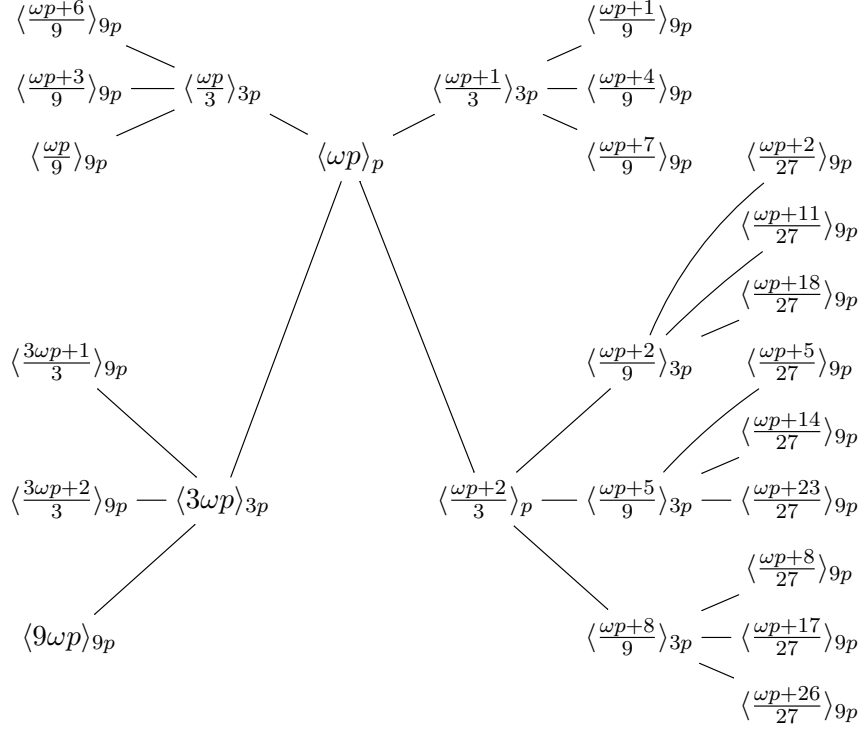 ⟨(ωp+6)/9⟩_{9p} ⟨(ωp+1)/9⟩_{9p}
⟨(ωp+3)/9⟩_{9p} ⟨ωp/3⟩_{3p} ⟨(ωp+1)/3⟩_{3p} ⟨(ωp+4)/9⟩_{9p}
⟨ωp/9⟩_{9p} ⟨ωp⟩_p ⟨(ωp+7)/9⟩_{9p} ⟨(ωp+2)/27⟩_{9p}
⟨(ωp+11)/27⟩_{9p}
⟨(ωp+18)/27⟩_{9p}
⟨(3ωp+1)/3⟩_{9p} ⟨(ωp+2)/9⟩_{3p} ⟨(ωp+5)/27⟩_{9p}
⟨(ωp+14)/27⟩_{9p}
⟨(3ωp+2)/3⟩_{9p} ⟨3ωp⟩_{3p} ⟨(ωp+2)/3⟩_p ⟨(ωp+5)/9⟩_{3p} ⟨(ωp+23)/27⟩_{9p}
⟨(ωp+8)/27⟩_{9p}
⟨9ωp⟩_{9p} ⟨(ωp+8)/9⟩_{3p} ⟨(ωp+17)/27⟩_{9p}
⟨(ωp+26)/27⟩_{9p}